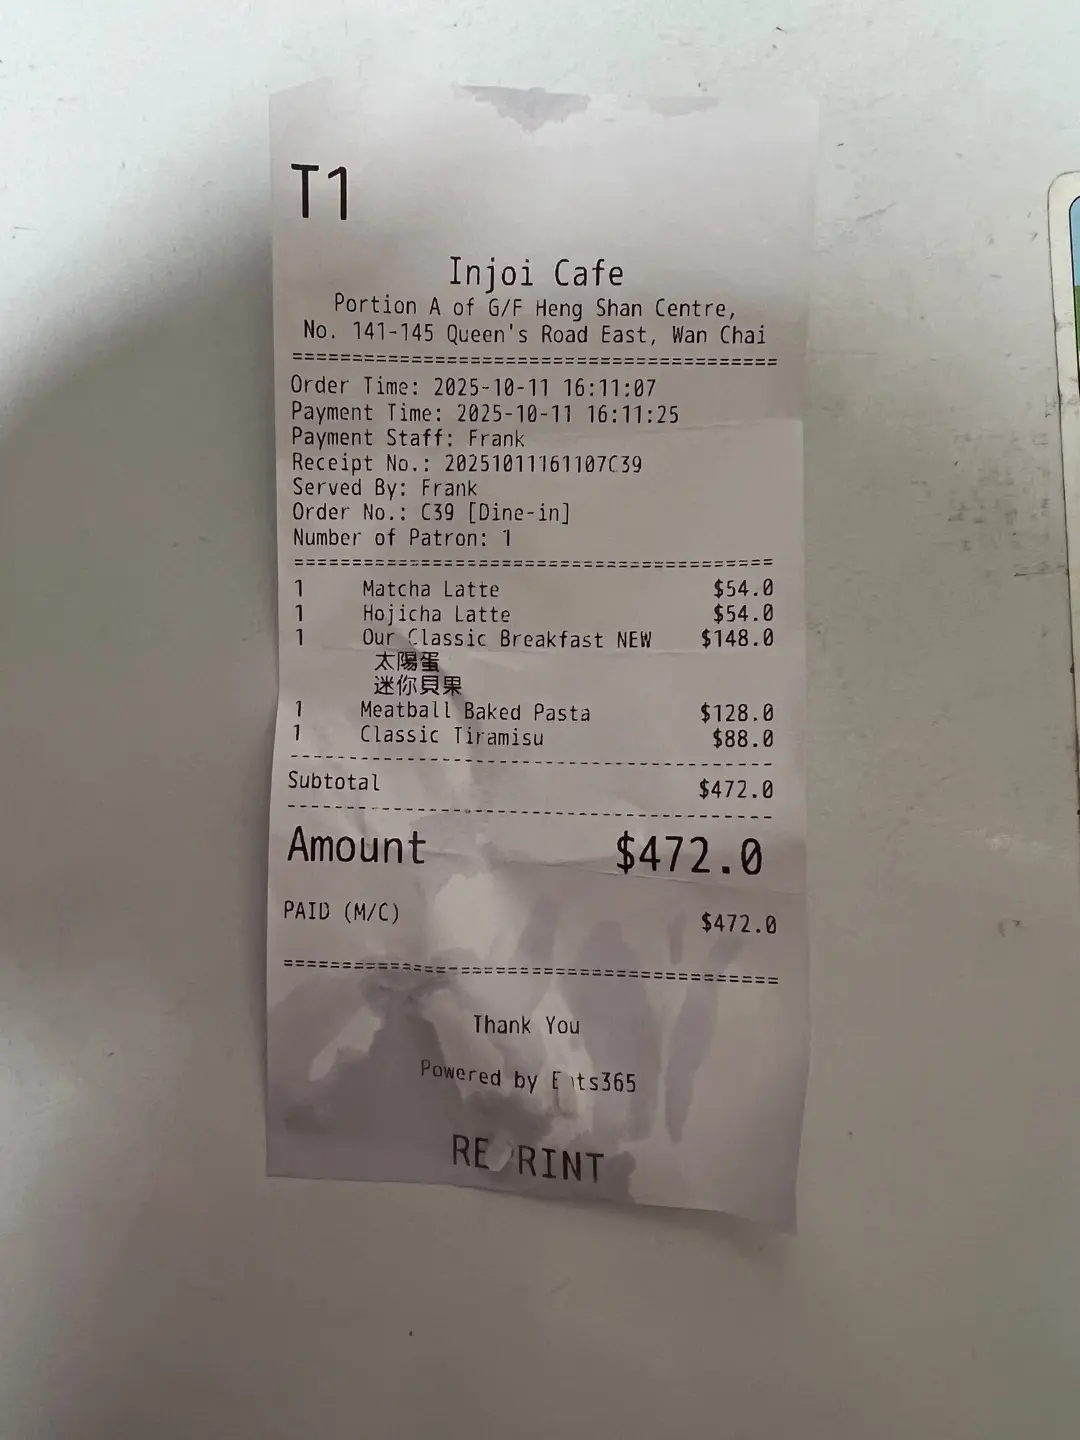 T1
Injoi Cafe
Portion A of G/F Heng Shan Centre,
No. 141-145 Queen's Road East, Wan Chai
=========================================
Order Time: 2025-10-11 16:11:07
Payment Time: 2025-10-11 16:11:25
Payment Staff: Frank
Receipt No.: 20251011161107C39
Served By: Frank
Order No.: C39 [Dine-in]
Number of Patron: 1
=========================================
1 Matcha Latte $54.0
1 Hojicha Latte $54.0
1 Our Classic Breakfast NEW $148.0
太陽蛋
迷你貝果
1 Meatball Baked Pasta $128.0
1 Classic Tiramisu $88.0
-----------------------------------------
Subtotal $472.0
-----------------------------------------
Amount $472.0
PAID (M/C) $472.0
=========================================
Thank You
Powered by Eats365
REPRINT